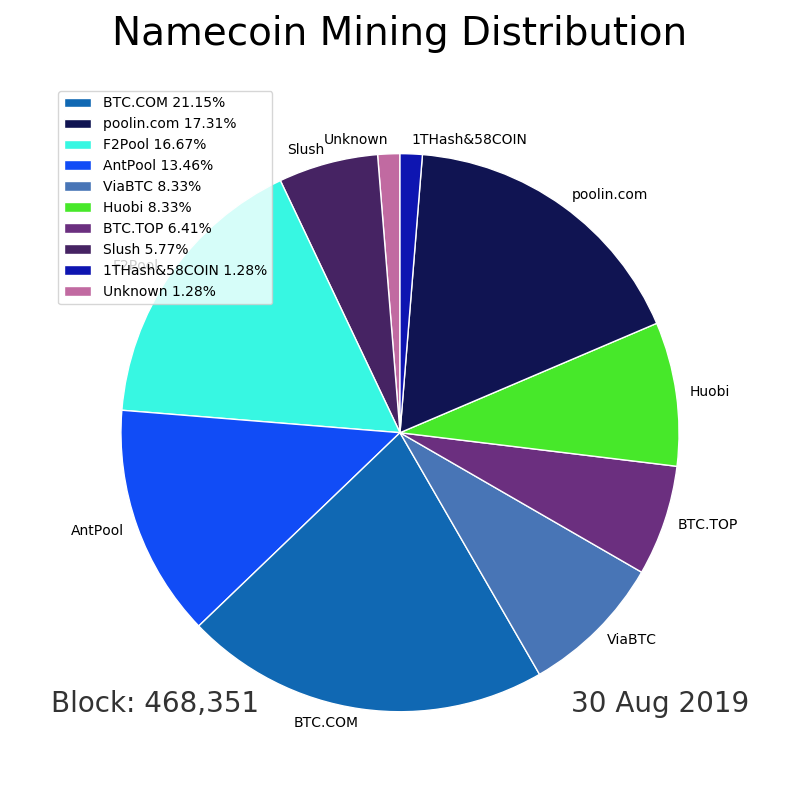 Namecoin Mining Distribution
BTC.COM 21.15%
poolin.com 17.31%
F2Pool 16.67%
AntPool 13.46%
ViaBTC 8.33%
Huobi 8.33%
BTC.TOP 6.41%
Slush 5.77%
1THash&58COIN 1.28%
Unknown 1.28%
Slush
Unknown
1THash&58COIN
poolin.com
F2Pool
Huobi
AntPool
BTC.TOP
ViaBTC
BTC.COM
Block: 468,351
30 Aug 2019